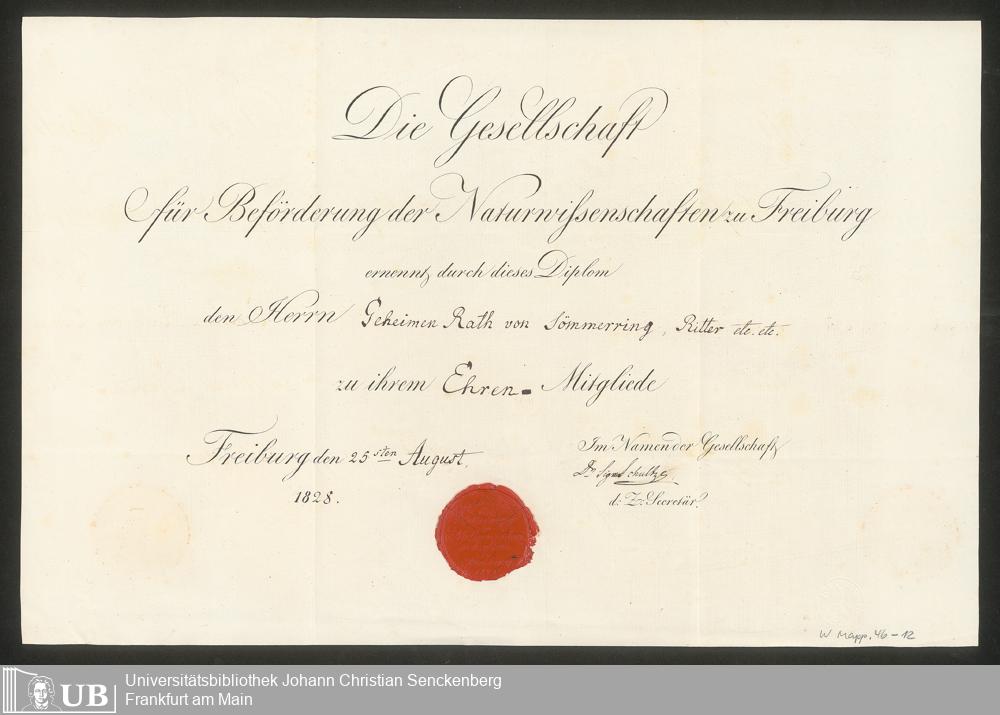 Die Gesellschaft
für Beförderung der Naturwißenschaften zu Freiburg
ernennt durch dieses Diplom
den Herrn Geheimen Rath von Sömmerring, Ritter etc. etc.
zu ihrem Ehren- Mitgliede
Freiburg den 25sten August.
1828.
Im Namen der Gesellschaft
Dr Schultze
d: Z: Secretär.
W Mapp. 46-12
UB
Universitätsbibliothek Johann Christian Senckenberg
Frankfurt am Main